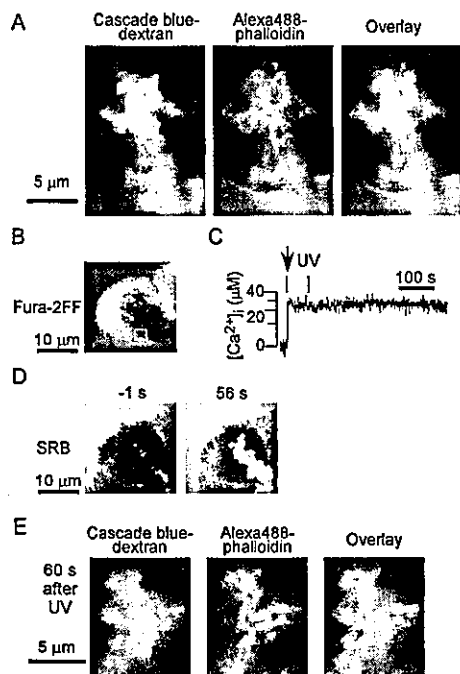 A
Cascade blue-dextran
Alexa488-phalloidin
Overlay
5 μm
B
Fura-2FF
10 μm
C
UV
100 s
[Ca²⁺]i (μM)
40
20
0
D
-1 s
56 s
SRB
10 μm
E
Cascade blue-dextran
Alexa488-phalloidin
Overlay
60 s after UV
5 μm